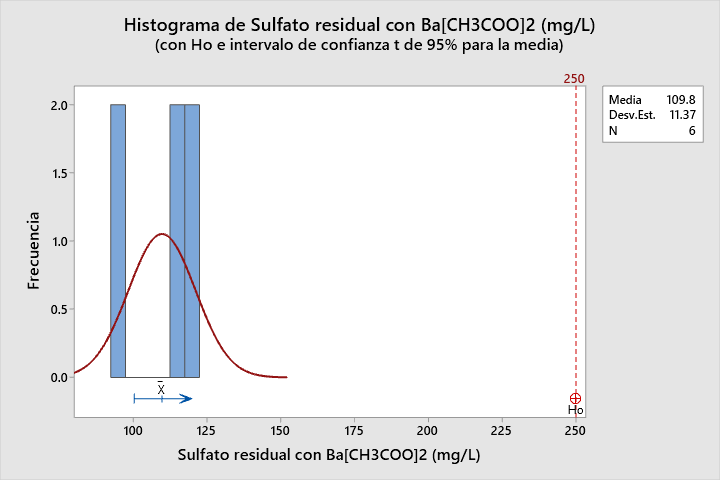 Histograma de Sulfato residual con Ba[CH3COO]2 (mg/L)
(con Ho e intervalo de confianza t de 95% para la media)
250
Media 109.8
Desv.Est. 11.37
N 6
Frecuencia
2.0
1.5
1.0
0.5
0.0
X̄
Ho
100 125 150 175 200 225 250
Sulfato residual con Ba[CH3COO]2 (mg/L)